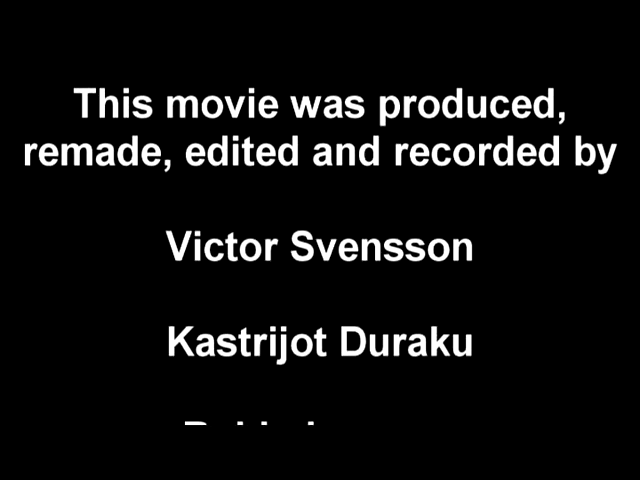 This movie was produced,
remade, edited and recorded by
Victor Svensson
Kastrijot Duraku